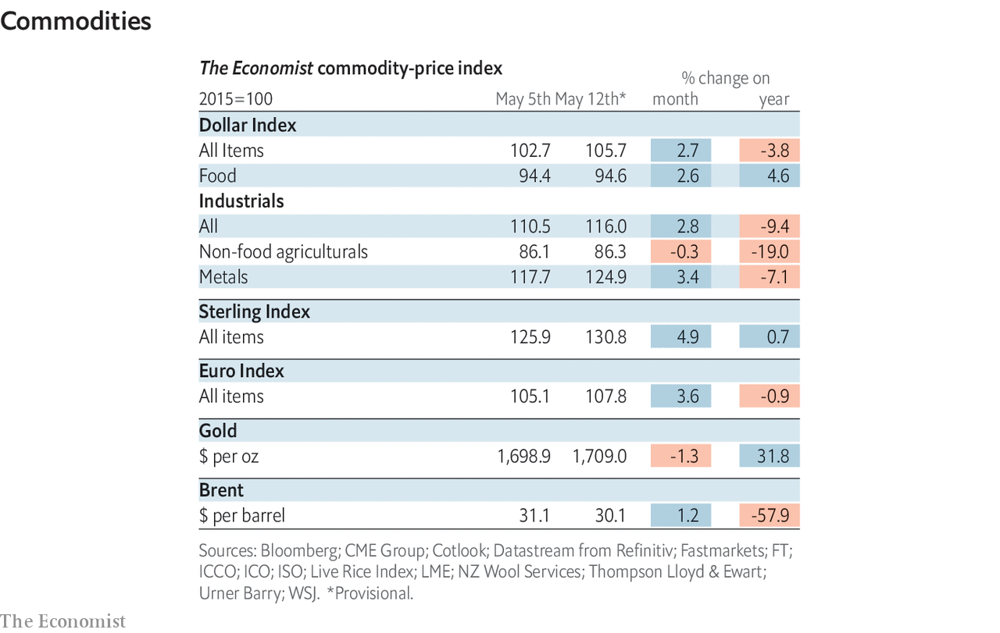 Commodities
The Economist commodity-price index
% change on
2015=100 May 5th May 12th* month year
Dollar Index
All Items 102.7 105.7 2.7 -3.8
Food 94.4 94.6 2.6 4.6
Industrials
All 110.5 116.0 2.8 -9.4
Non-food agriculturals 86.1 86.3 -0.3 -19.0
Metals 117.7 124.9 3.4 -7.1
Sterling Index
All items 125.9 130.8 4.9 0.7
Euro Index
All items 105.1 107.8 3.6 -0.9
Gold
$ per oz 1,698.9 1,709.0 -1.3 31.8
Brent
$ per barrel 31.1 30.1 1.2 -57.9
Sources: Bloomberg; CME Group; Cotlook; Datastream from Refinitiv; Fastmarkets; FT;
ICCO; ICO; ISO; Live Rice Index; LME; NZ Wool Services; Thompson Lloyd & Ewart;
Urner Barry; WSJ. *Provisional.
The Economist